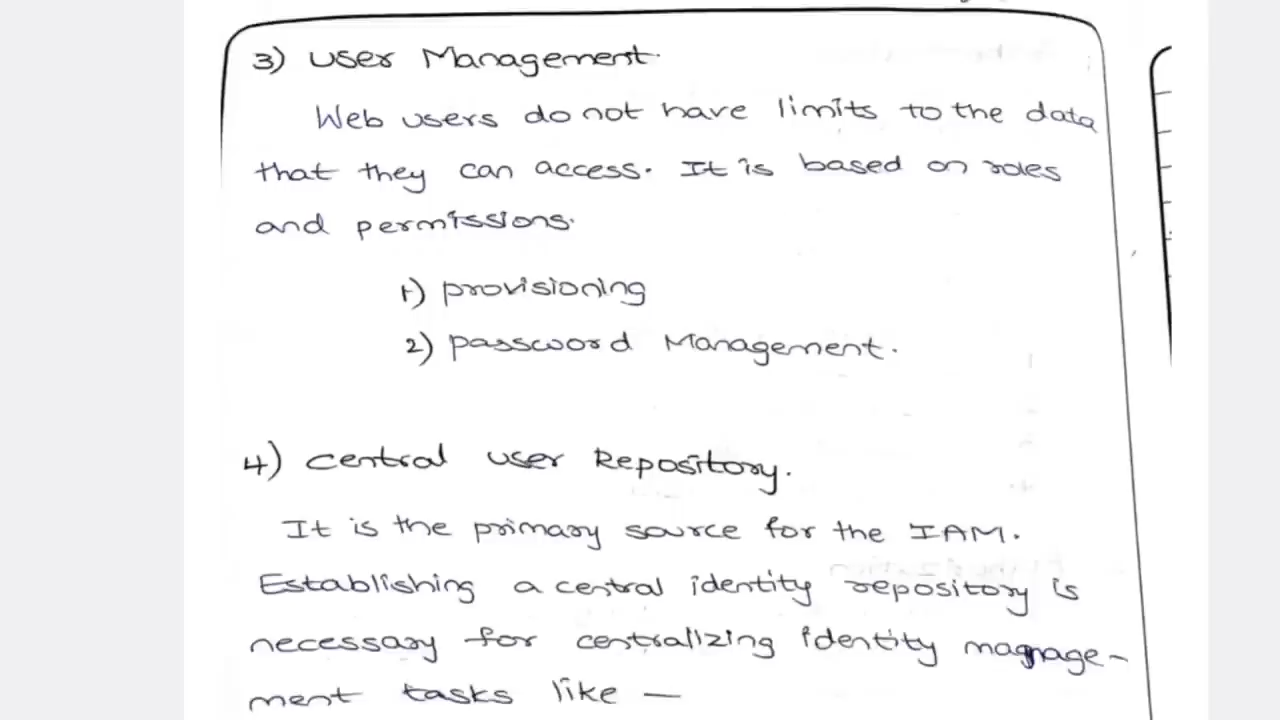 3) User Management.
Web users do not have limits to the data
that they can access. It is based on roles
and permissions.
1) provisioning
2) password Management.
4) Central user Repository.
It is the primary source for the IAM.
Establishing a central identity repository is
necessary for centralizing identity manage-
ment tasks like —